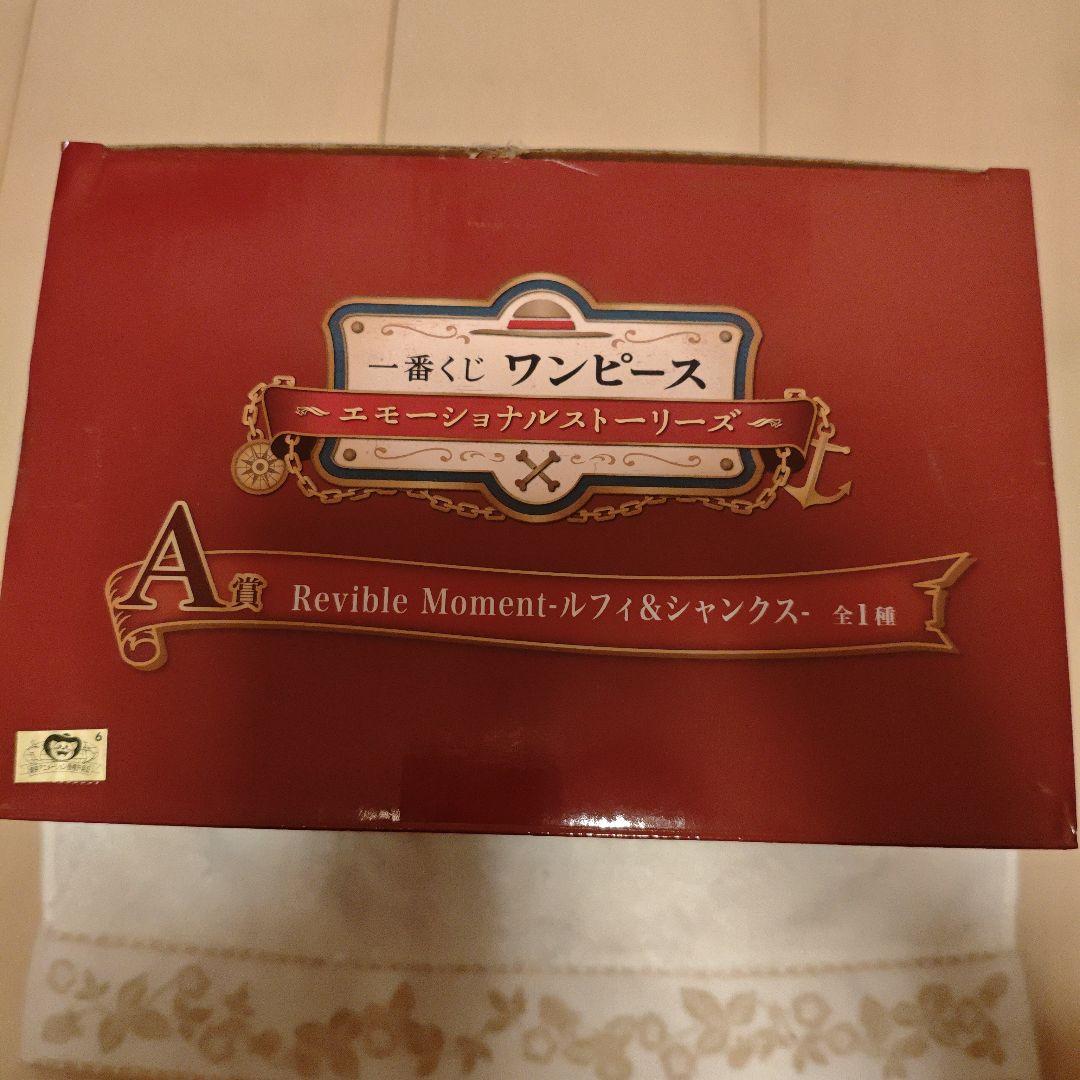 一番くじ ワンピース
～エモーショナルストーリーズ～
A賞 Revible Moment-ルフィ&シャンクス- 全1種
6